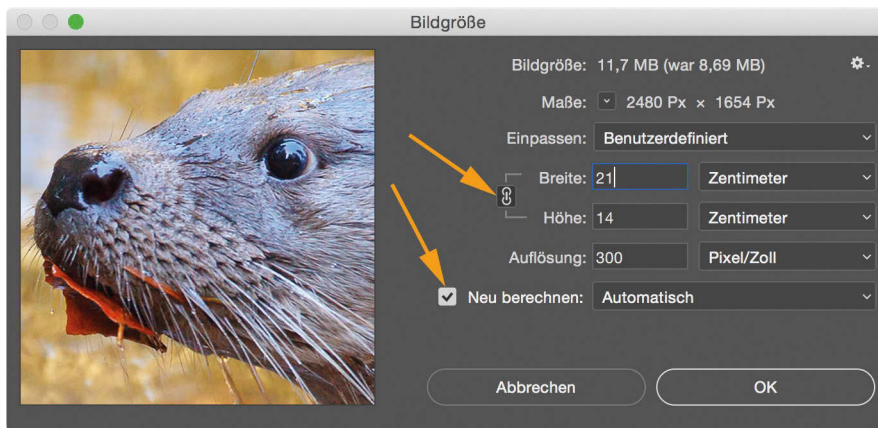 Bildgröße
Bildgröße: 11,7 MB (war 8,69 MB)
Maße: 2480 Px × 1654 Px
Einpassen: Benutzerdefiniert
Breite: 21 Zentimeter
Höhe: 14 Zentimeter
Auflösung: 300 Pixel/Zoll
Neu berechnen: Automatisch
Abbrechen OK